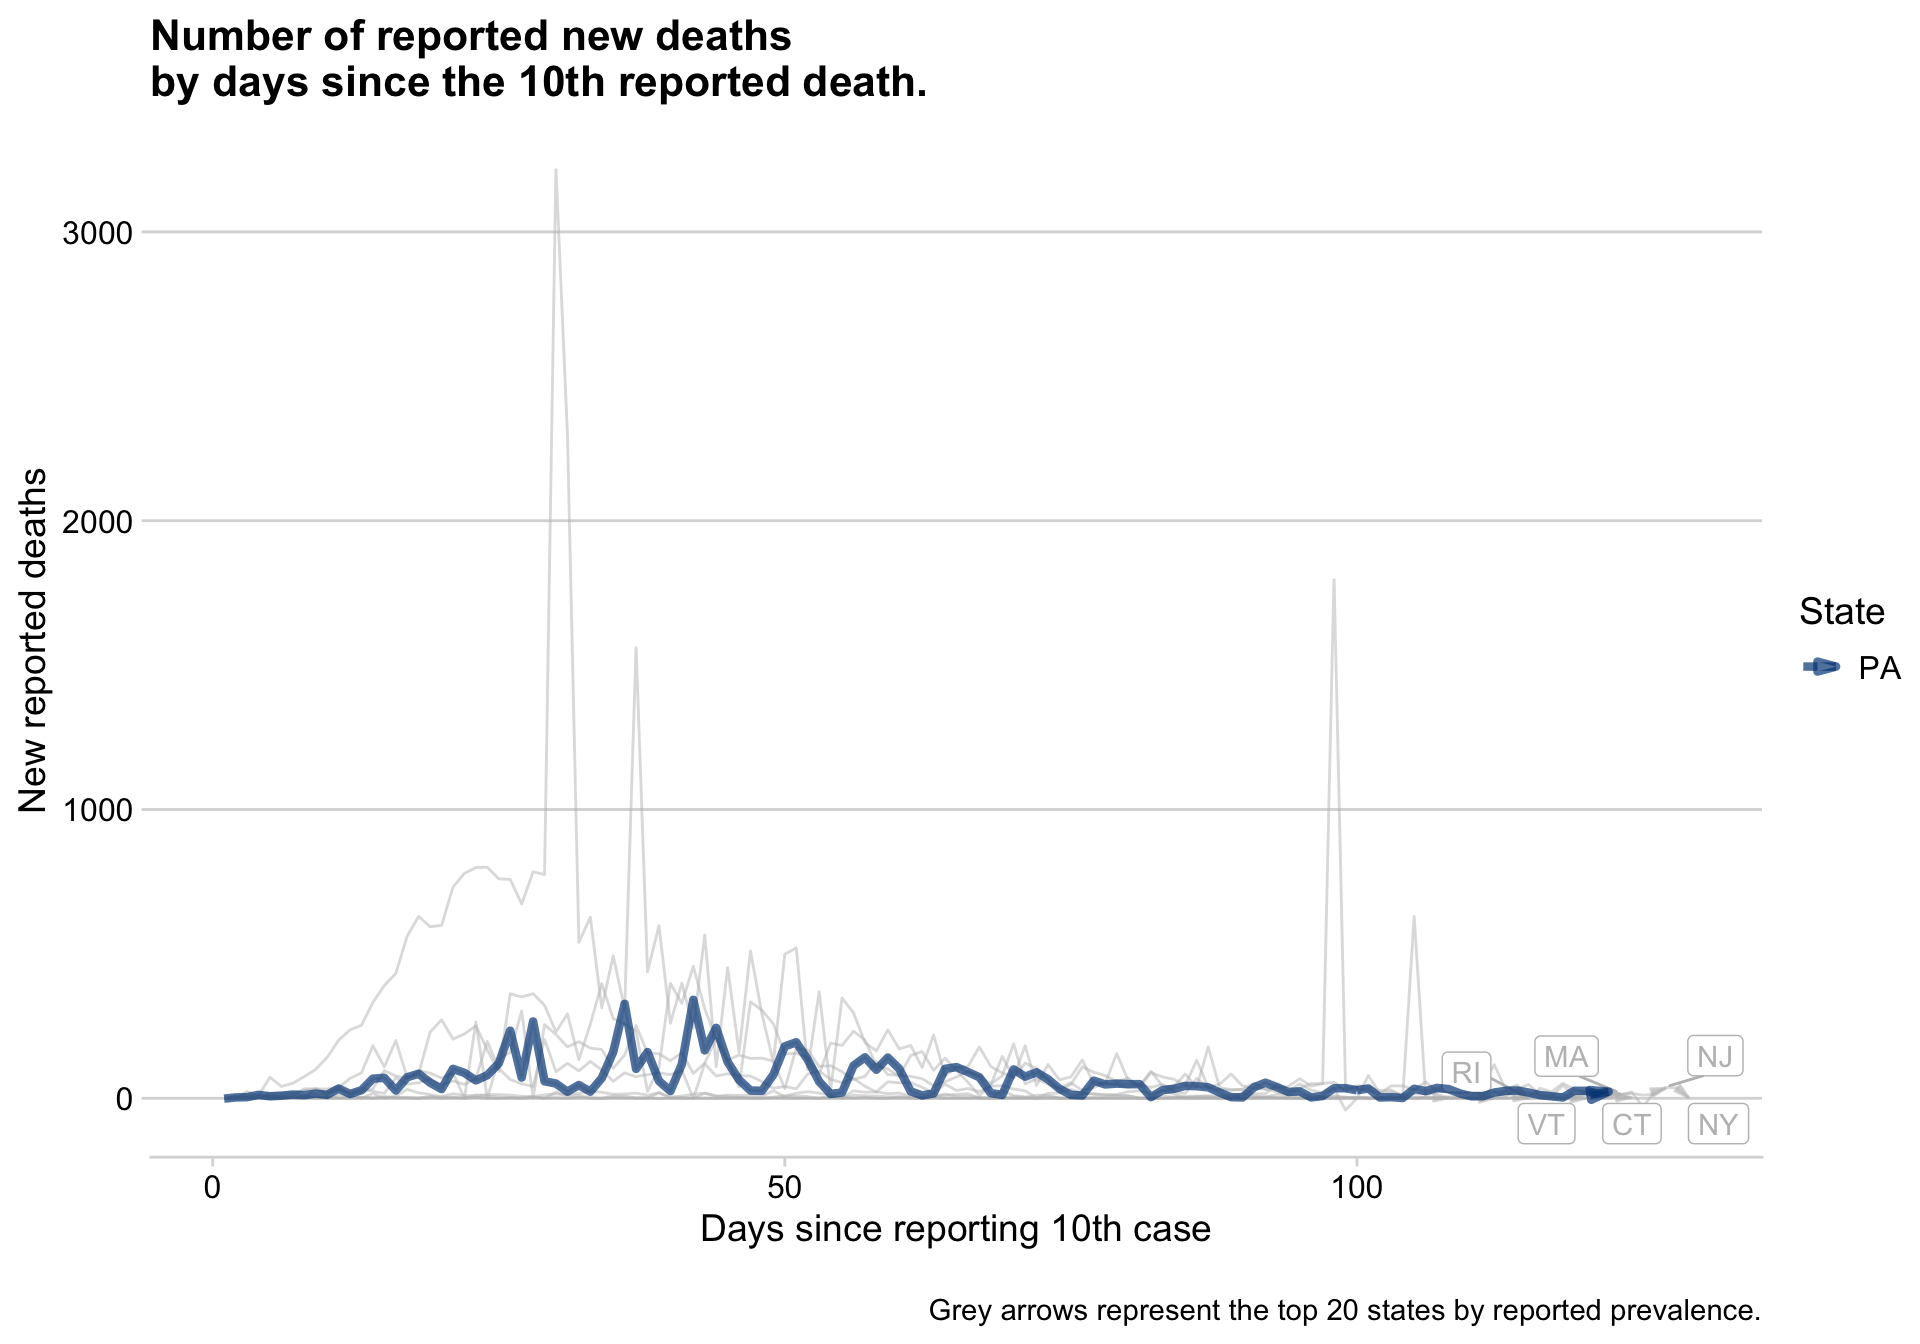 Number of reported new deaths
by days since the 10th reported death.
New reported deaths
3000
2000
1000
0
0
50
100
Days since reporting 10th case
RI
MA
NJ
VT
CT
NY
State
PA
Grey arrows represent the top 20 states by reported prevalence.